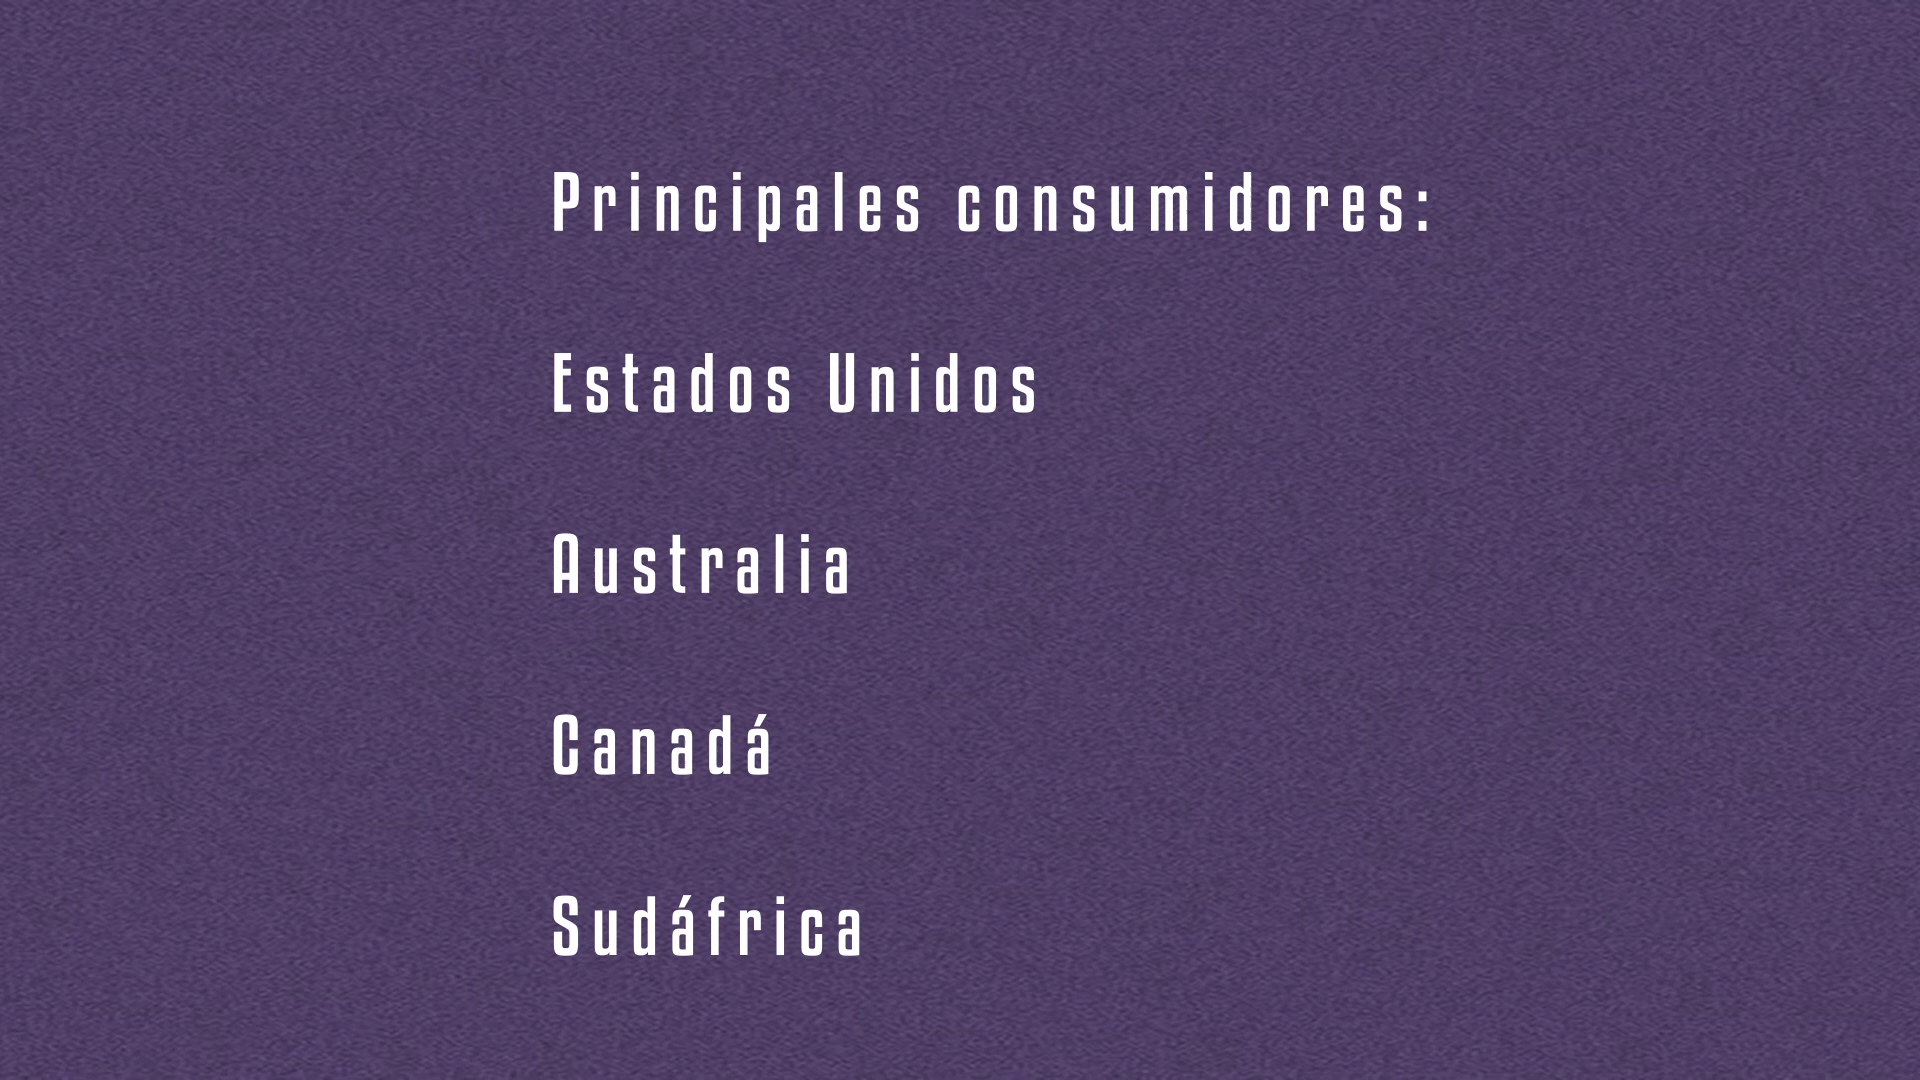 Principales consumidores:
Estados Unidos
Australia
Canadá
Sudáfrica